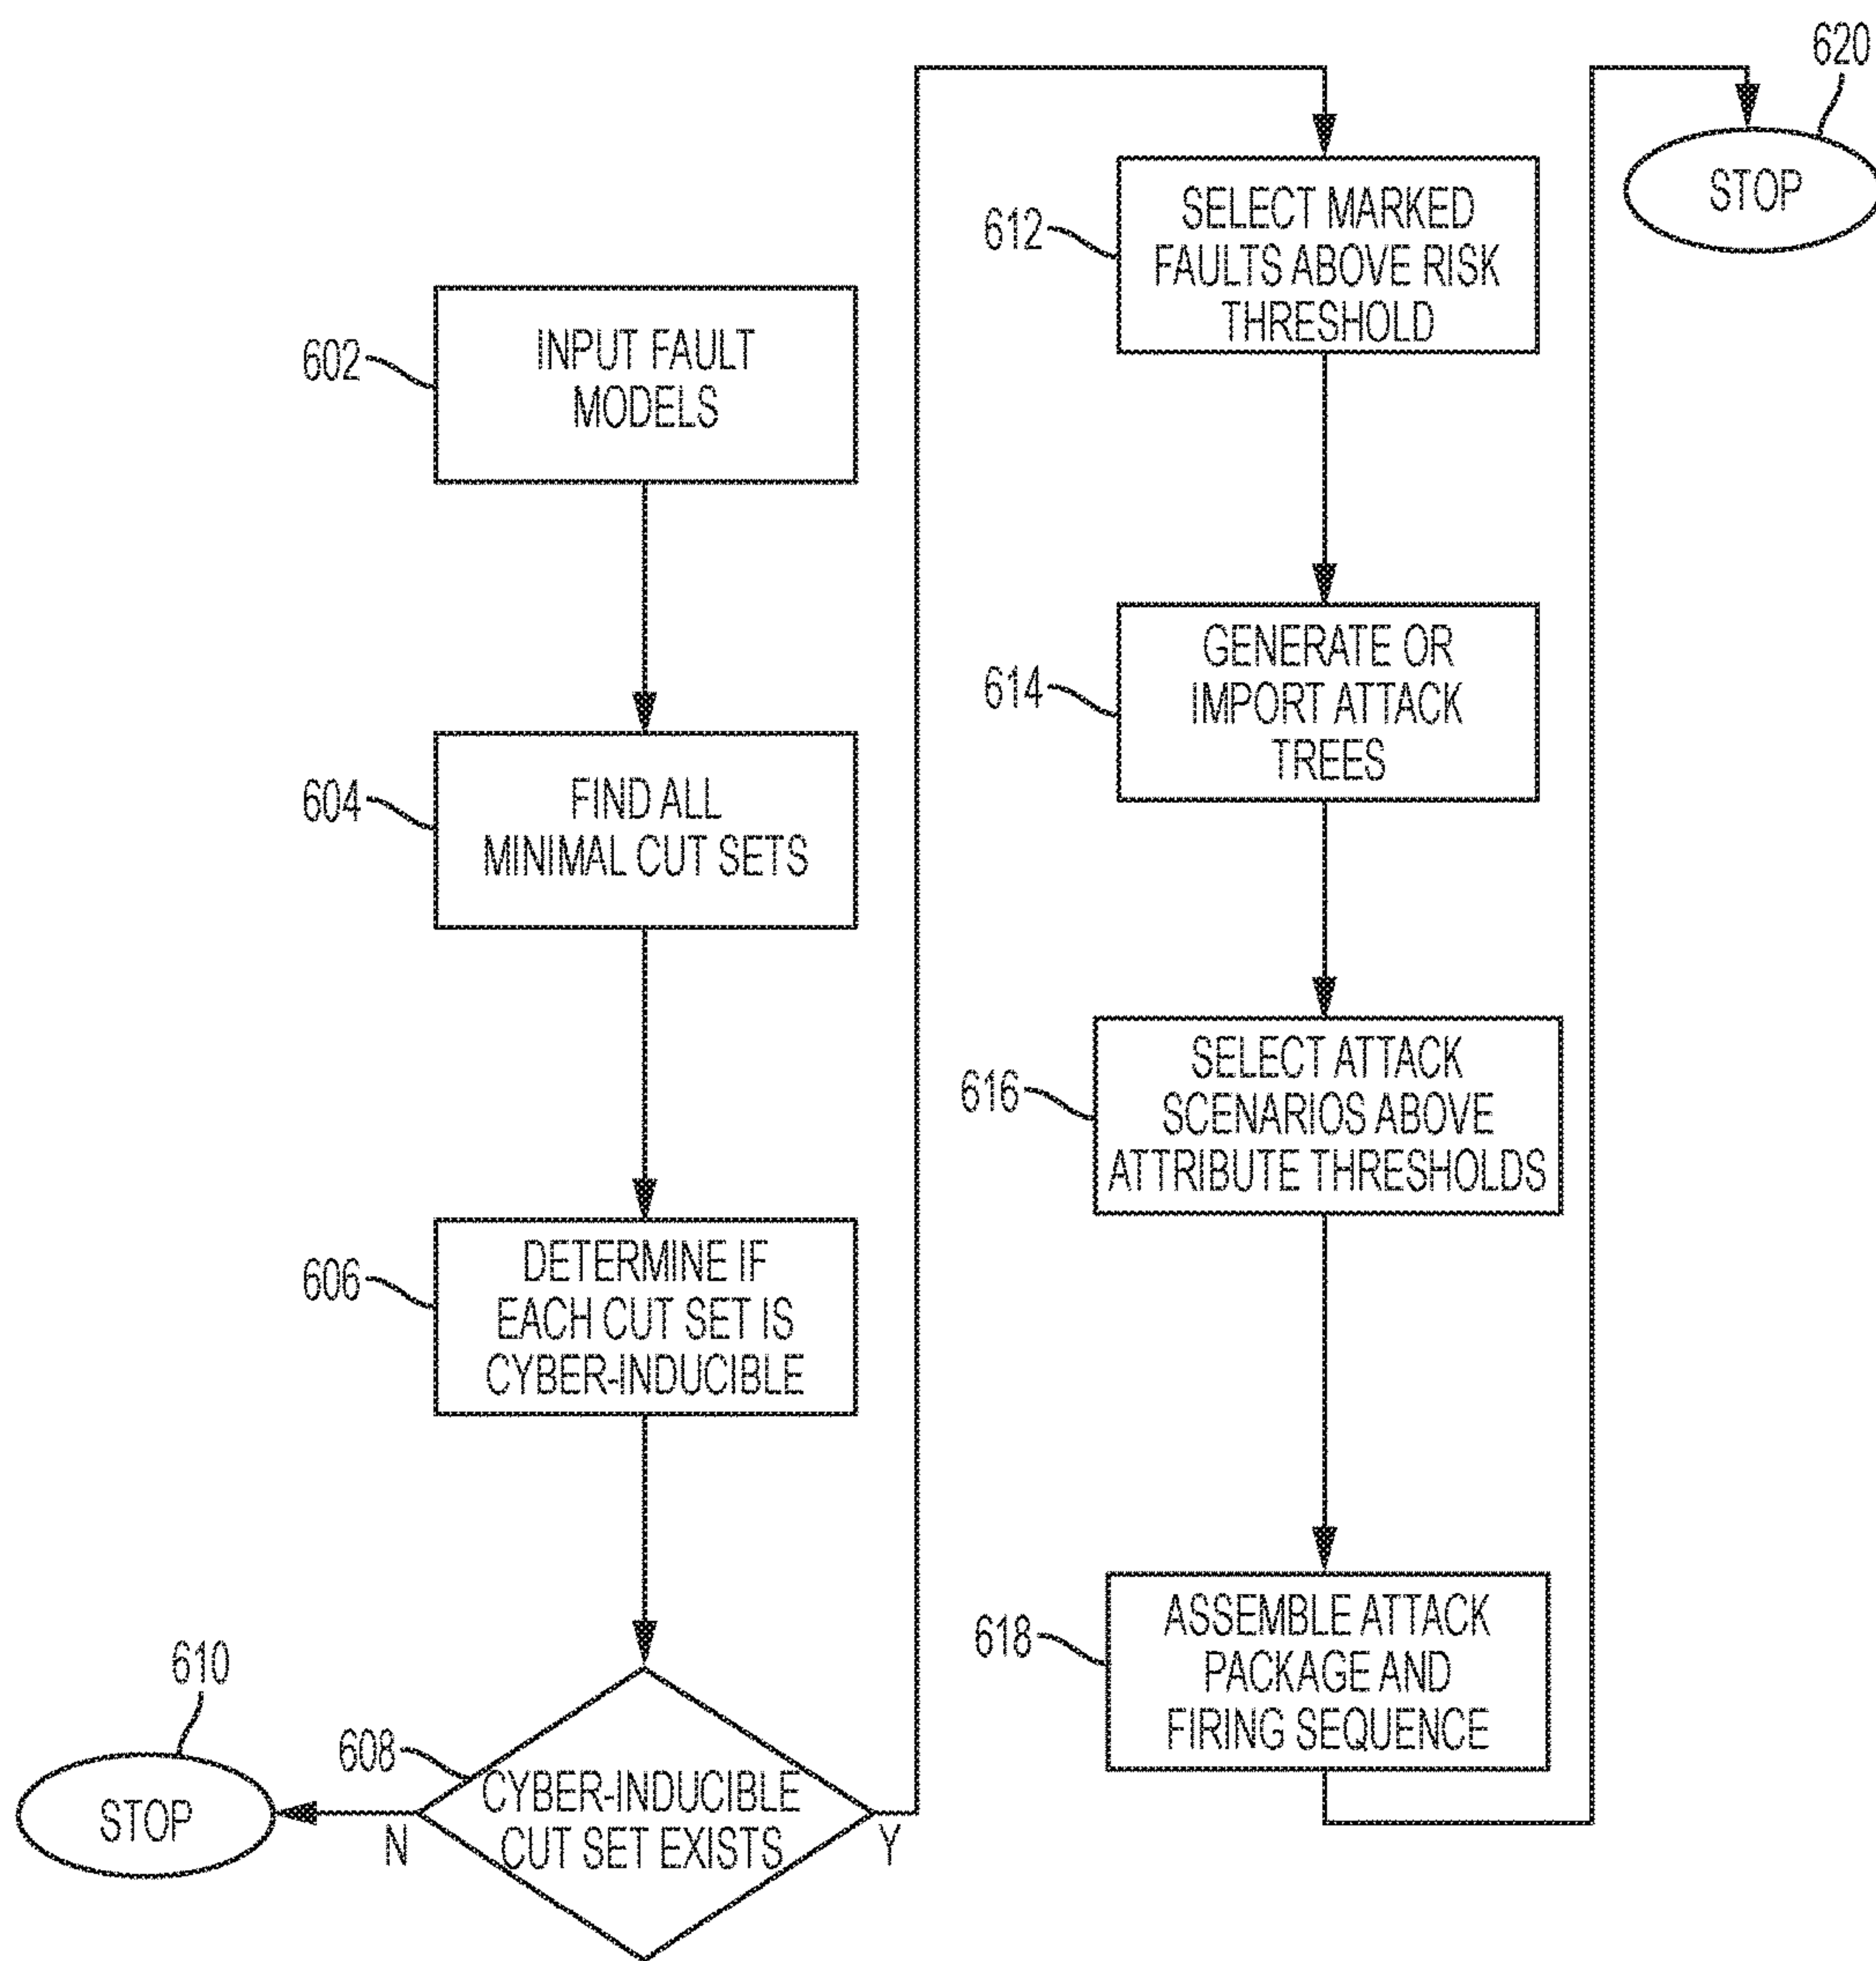 602
INPUT FAULT
MODELS
604
FIND ALL
MINIMAL CUT SETS
606
DETERMINE IF
EACH CUT SET IS
CYBER-INDUCIBLE
608
CYBER-INDUCIBLE
CUT SET EXISTS
N
Y
610
STOP
612
SELECT MARKED
FAULTS ABOVE RISK
THRESHOLD
614
GENERATE OR
IMPORT ATTACK
TREES
616
SELECT ATTACK
SCENARIOS ABOVE
ATTRIBUTE THRESHOLDS
618
ASSEMBLE ATTACK
PACKAGE AND
FIRING SEQUENCE
620
STOP